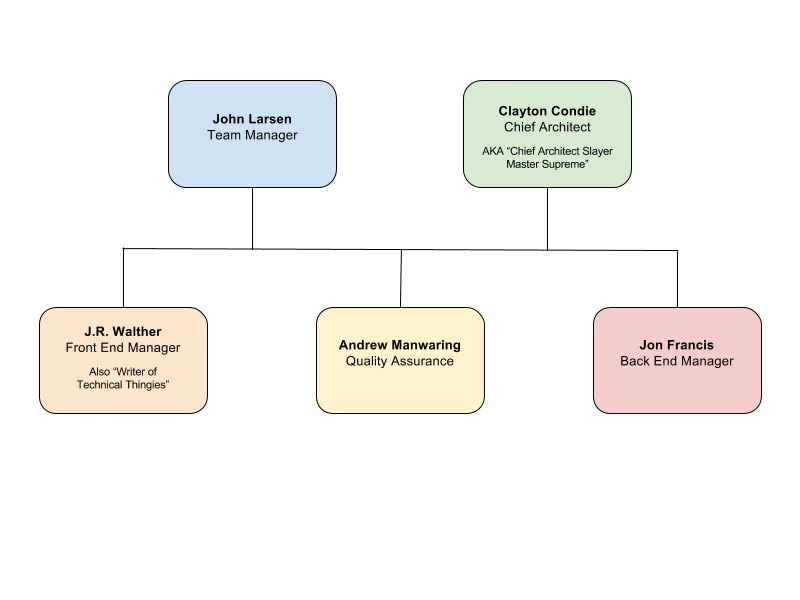 John Larsen
Team Manager
Clayton Condie
Chief Architect
AKA “Chief Architect Slayer
Master Supreme”
J.R. Walther
Front End Manager
Also “Writer of
Technical Thingies”
Andrew Manwaring
Quality Assurance
Jon Francis
Back End Manager